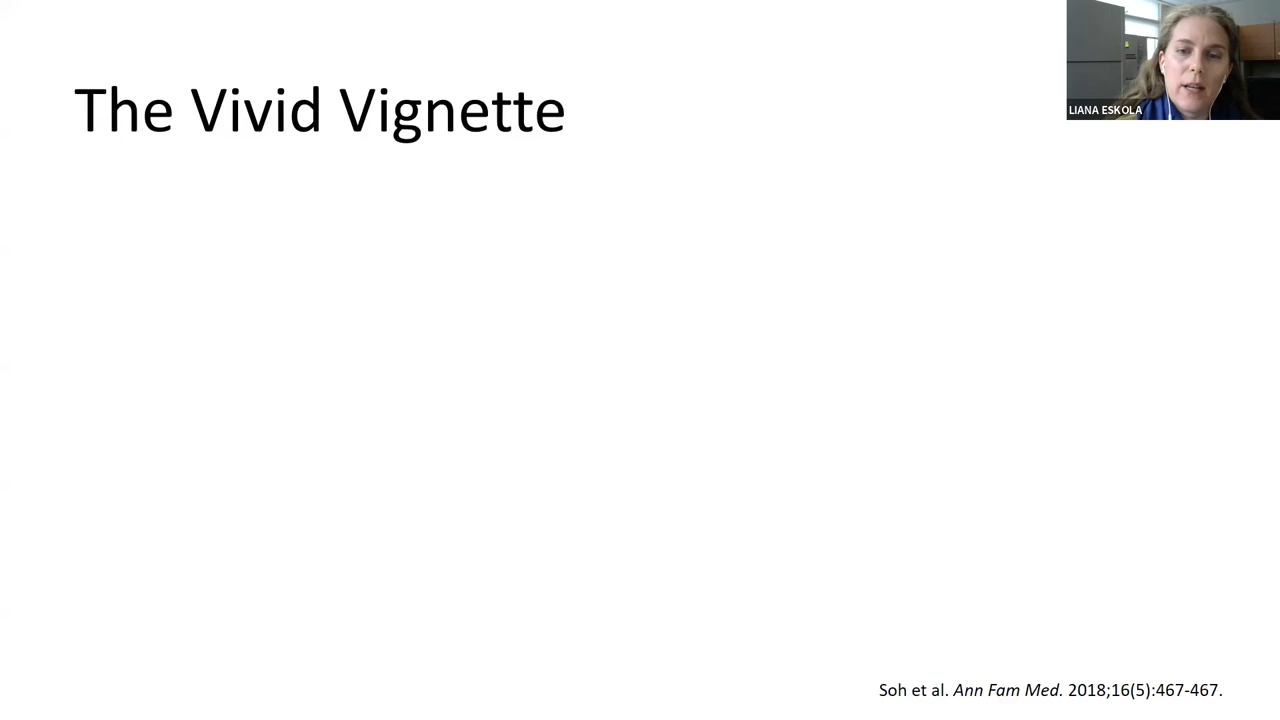 The Vivid Vignette
LIANA ESKOLA
Soh et al. Ann Fam Med. 2018;16(5):467-467.